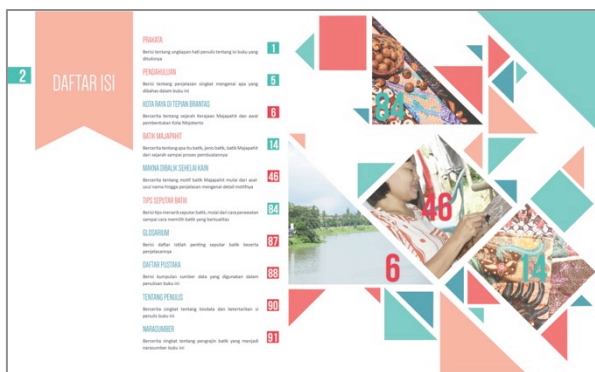 2
DAFTAR ISI
PRAKATA
Berisi tentang ungkapan hati penulis tentang isi buku yang
ditulisnya
1
PENDAHULUAN
Berisi tentang penjelasan singkat mengenai apa yang
dibahas dalam buku ini
5
KOTA RAYA DI TEPIAN BRANTAS
Bercerita tentang sejarah Kerajaan Majapahit dan awal
pembentukan Kota Mojokerto
6
BATIK MAJAPAHIT
Bercerita tentang apa itu batik, jenis batik, batik Majapahit
dari sejarah sampai proses pembuatannya
14
MAKNA DIBALIK SEHELAI KAIN
Bercerita tentang motif batik Majapahit mulai dari asal-
usul nama hingga penjelasan mengenai detail motifnya
46
TIPS SEPUTAR BATIK
Berisi tips menarik seputar batik, mulai dari cara perawatan
sampai cara memilih batik yang berkualitas
84
GLOSARIUM
Berisi daftar istilah penting seputar batik beserta
penjelasannya
87
DAFTAR PUSTAKA
Berisi kumpulan sumber data yang digunakan dalam
penulisan buku ini
88
TENTANG PENULIS
Bercerita singkat tentang biodata dan ketertarikan si
penulis buku ini
90
NARASUMBER
Bercerita singkat tentang pengrajin batik yang menjadi
narasumber buku ini
91
84
46
6
14